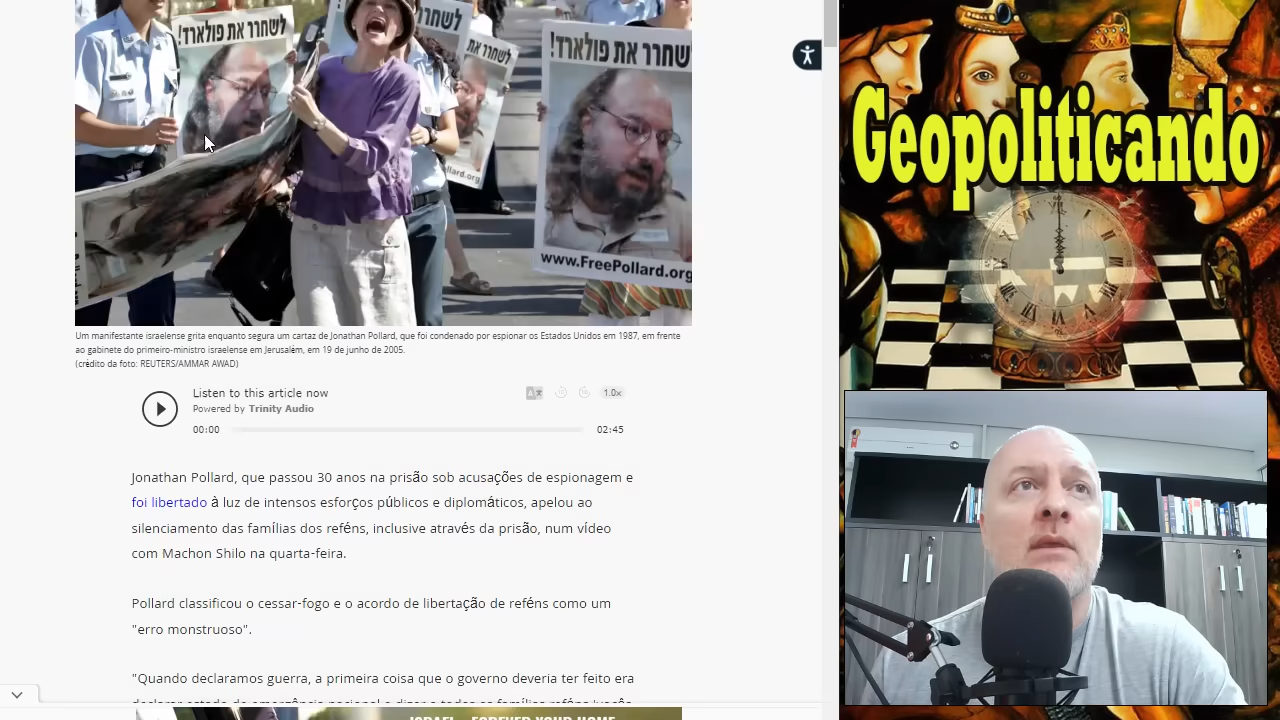 לשחרר את פולארד!
לשחרר את
לשחרר את
לשחרר את פולארד!
www.FreePollard.org
Um manifestante israelense grita enquanto segura um cartaz de Jonathan Pollard, que foi condenado por espionar os Estados Unidos em 1987, em frente
ao gabinete do primeiro-ministro israelense em Jerusalém, em 19 de junho de 2005.
(crédito da foto: REUTERS/AMMAR AWAD)
Listen to this article now
1.0x
Powered by Trinity Audio
00:00
02:45
Jonathan Pollard, que passou 30 anos na prisão sob acusações de espionagem e
foi libertado à luz de intensos esforços públicos e diplomáticos, apelou ao
silenciamento das famílias dos reféns, inclusive através da prisão, num vídeo
com Machon Shilo na quarta-feira.
Pollard classificou o cessar-fogo e o acordo de libertação de reféns como um
"erro monstruoso".
"Quando declaramos guerra, a primeira coisa que o governo deveria ter feito era
Geopoliticando